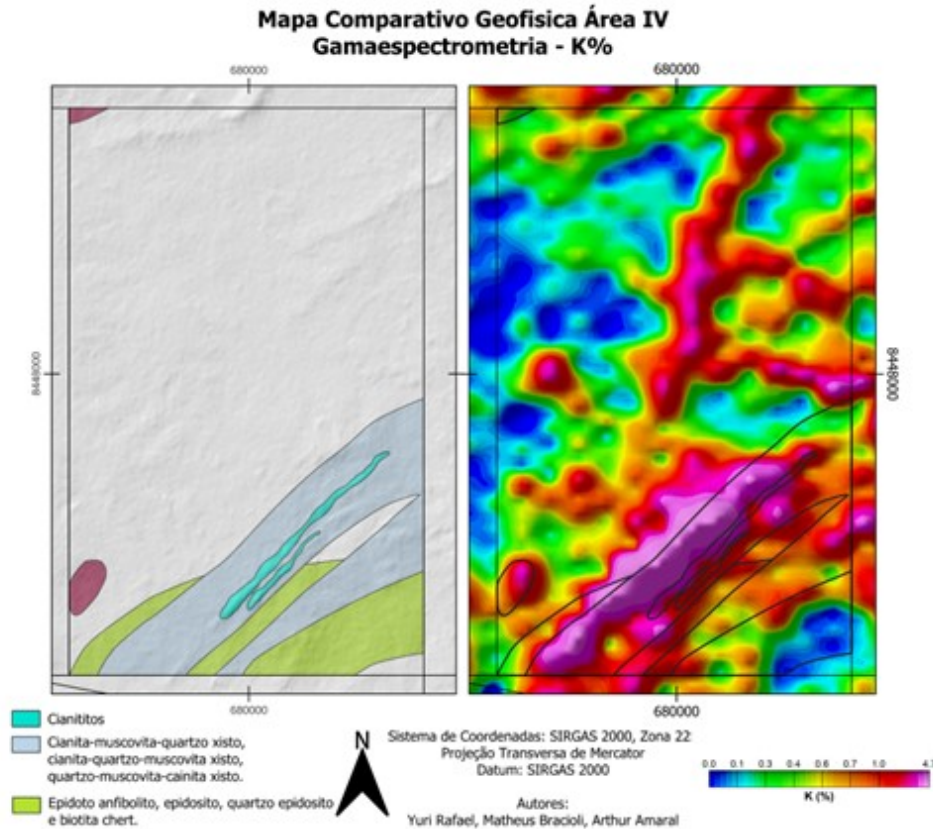 Mapa Comparativo Geofisica Área IV
Gamaespectrometria - K%
680000
680000
8448000
8448000
680000
680000
Cianititos
Cianita-muscovita-quartzo xisto,
cianita-quartzo-muscovita xisto,
quartzo-muscovita-cainita xisto.
Epidoto anfibolito, epidosito, quartzo epidosito
e biotita chert.
N
Sistema de Coordenadas: SIRGAS 2000, Zona 22
Projeção Transversa de Mercator
Datum: SIRGAS 2000
Autores:
Yuri Rafael, Matheus Bracioli, Arthur Amaral
0.0 0.1 0.3 0.6 0.7 1.0 4.1
K (%)